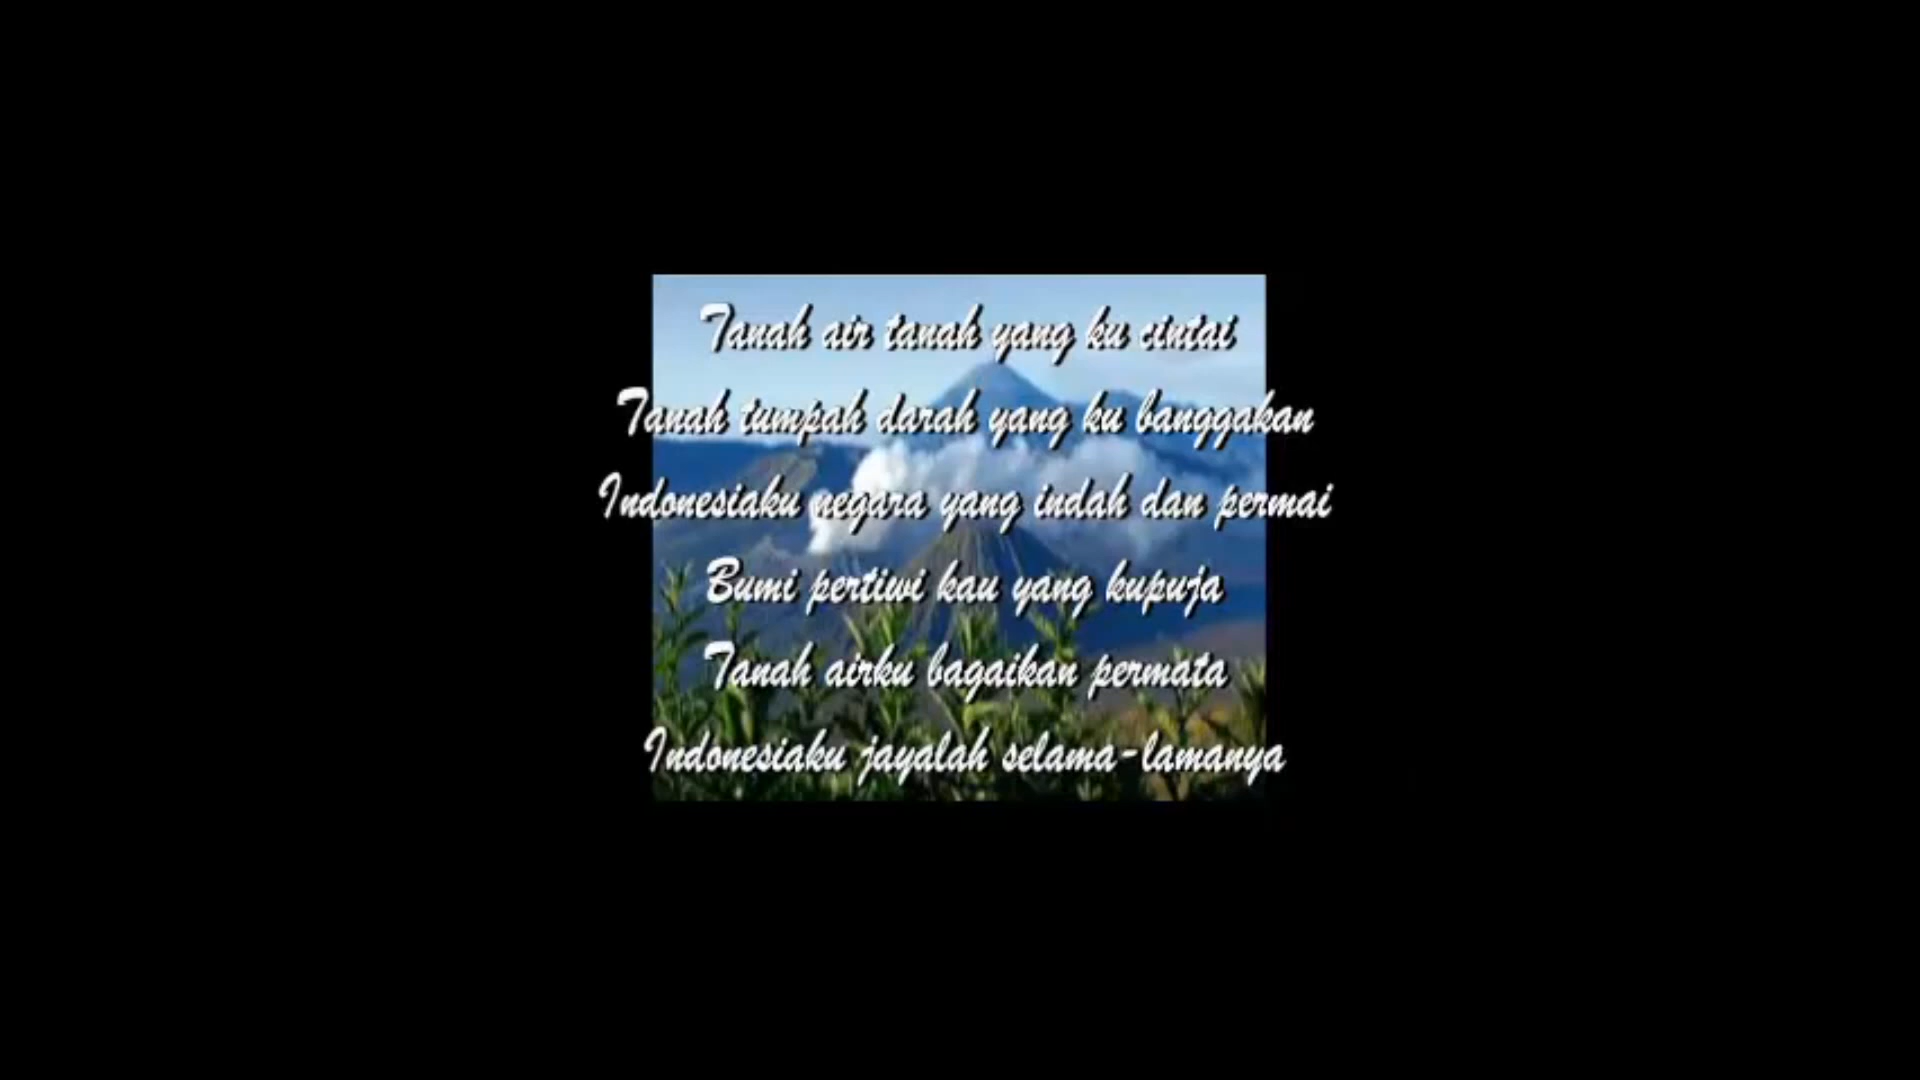 Tanah air tanah yang ku cintai
Tanah tumpah darah yang ku banggakan
Indonesiaku negara yang indah dan permai
Bumi pertiwi kau yang kupuja
Tanah airku bagaikan permata
Indonesiaku jayalah selama-lamanya